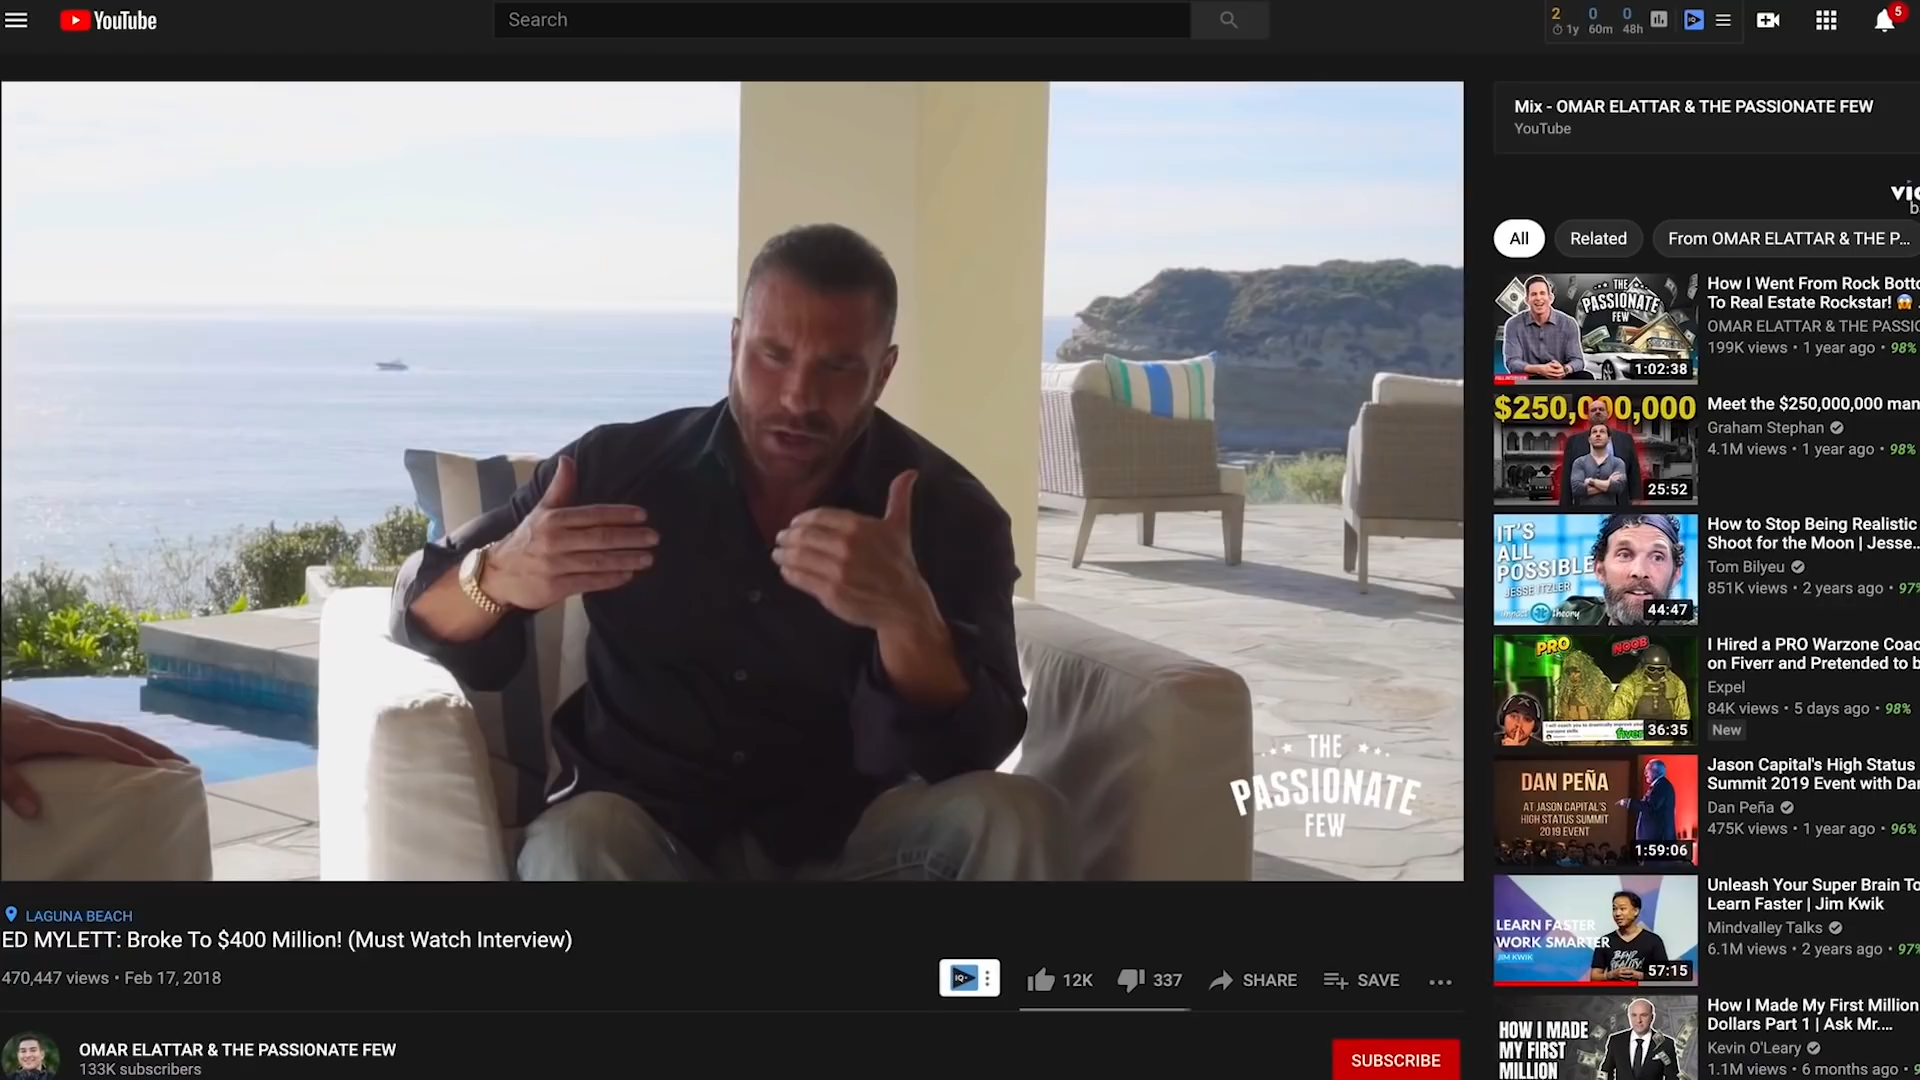 YouTube
Search
2 0 0
1y 60m 48h
5
THE
PASSIONATE
FEW
LAGUNA BEACH
ED MYLETT: Broke To $400 Million! (Must Watch Interview)
470,447 views • Feb 17, 2018
12K
337
SHARE
SAVE
OMAR ELATTAR & THE PASSIONATE FEW
133K subscribers
SUBSCRIBE
Mix - OMAR ELATTAR & THE PASSIONATE FEW
YouTube
All
Related
From OMAR ELATTAR & THE P...
THE
PASSIONATE
FEW
1:02:38
How I Went From Rock Botto
To Real Estate Rockstar!
OMAR ELATTAR & THE PASSIO
199K views • 1 year ago • 98%
$250,000,000
25:52
Meet the $250,000,000 man
Graham Stephan
4.1M views • 1 year ago • 98%
IT'S
ALL
POSSIBLE
JESSE ITZLER
Impact Theory
44:47
How to Stop Being Realistic
Shoot for the Moon | Jesse...
Tom Bilyeu
851K views • 2 years ago • 97%
PRO
NOOB
fiverr
36:35
I Hired a PRO Warzone Coac
on Fiverr and Pretended to b
Expel
84K views • 5 days ago • 98%
New
DAN PEÑA
AT JASON CAPITAL'S
HIGH STATUS SUMMIT
2019 EVENT
1:59:06
Jason Capital's High Status
Summit 2019 Event with Dan
Dan Peña
475K views • 1 year ago • 96%
LEARN FASTER
WORK SMARTER
JIM KWIK
57:15
Unleash Your Super Brain To
Learn Faster | Jim Kwik
Mindvalley Talks
6.1M views • 2 years ago • 97%
HOW I MADE
MY FIRST
MILLION
How I Made My First Million
Dollars Part 1 | Ask Mr....
Kevin O'Leary
1.1M views • 6 months ago